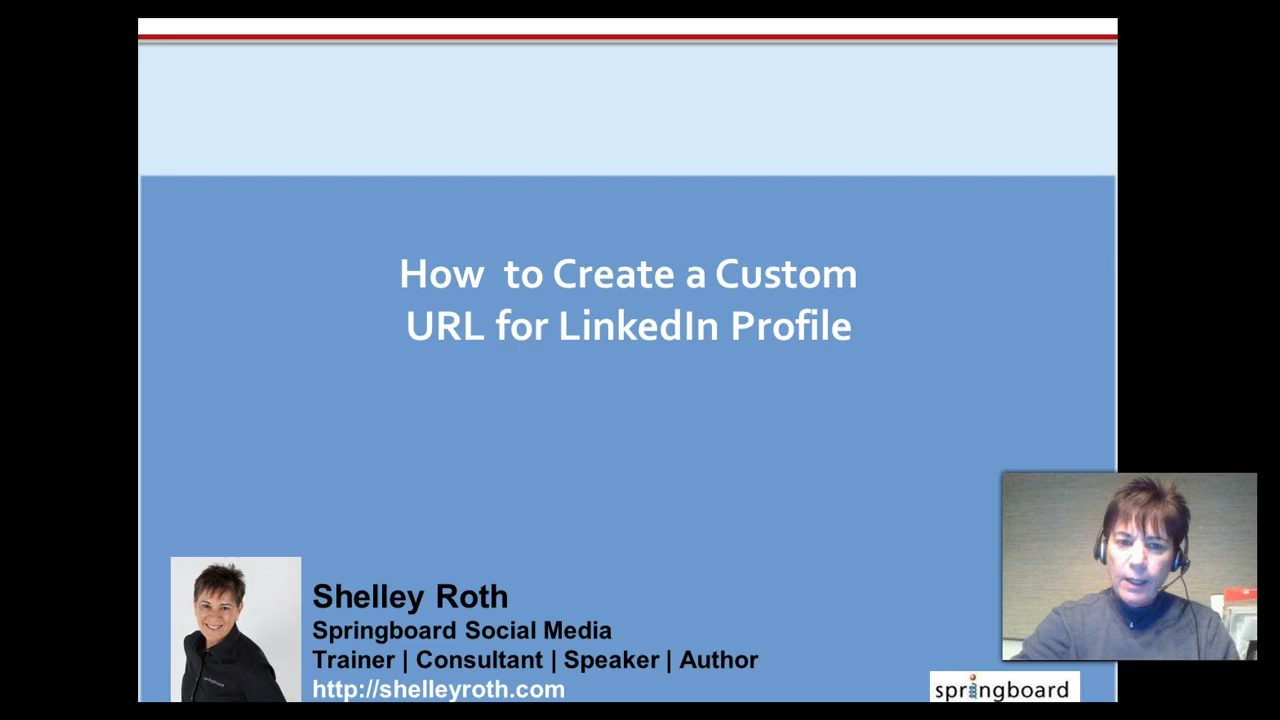 How to Create a Custom
URL for LinkedIn Profile
Shelley Roth
Springboard Social Media
Trainer | Consultant | Speaker | Author
http://shelleyroth.com
springboard
springboard